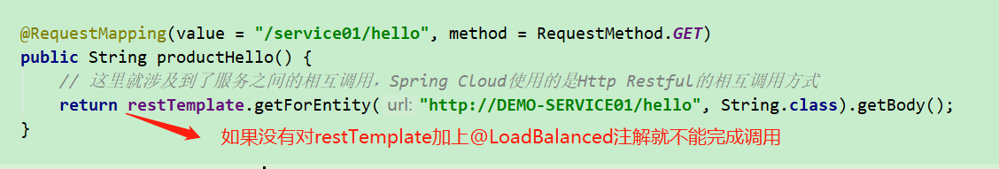 @RequestMapping(value = "/service01/hello", method = RequestMethod.GET)
public String productHello() {
// 这里就涉及到了服务之间的相互调用，Spring Cloud使用的是Http Restful的相互调用方式
return restTemplate.getForEntity( url: "http://DEMO-SERVICE01/hello", String.class).getBody();
}
如果没有对restTemplate加上@LoadBalanced注解就不能完成调用